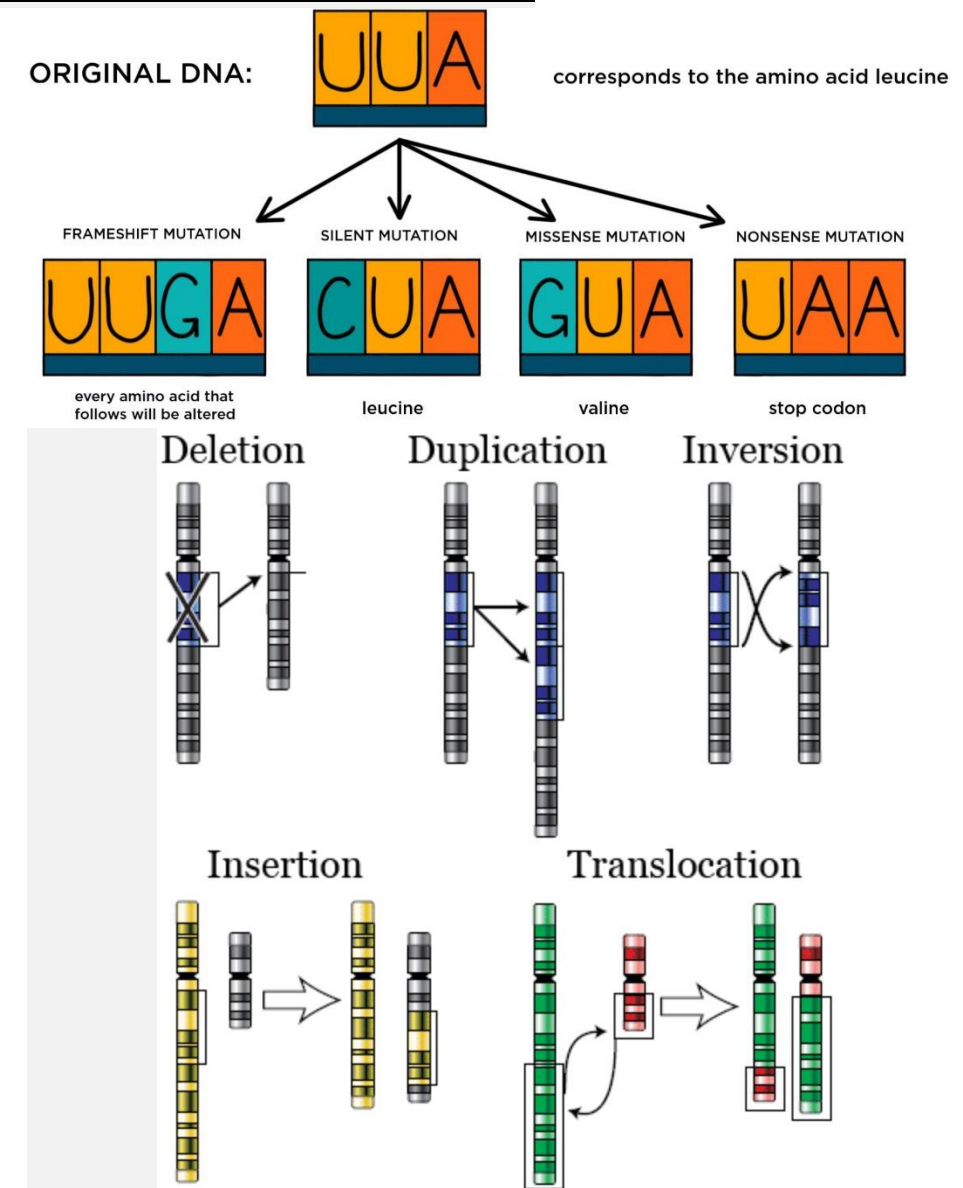 ORIGINAL DNA:
UUA
corresponds to the amino acid leucine
FRAMESHIFT MUTATION
SILENT MUTATION
MISSENSE MUTATION
NONSENSE MUTATION
UUGA
CUA
GUA
UAA
every amino acid that
follows will be altered
leucine
valine
stop codon
Deletion
Duplication
Inversion
Insertion
Translocation